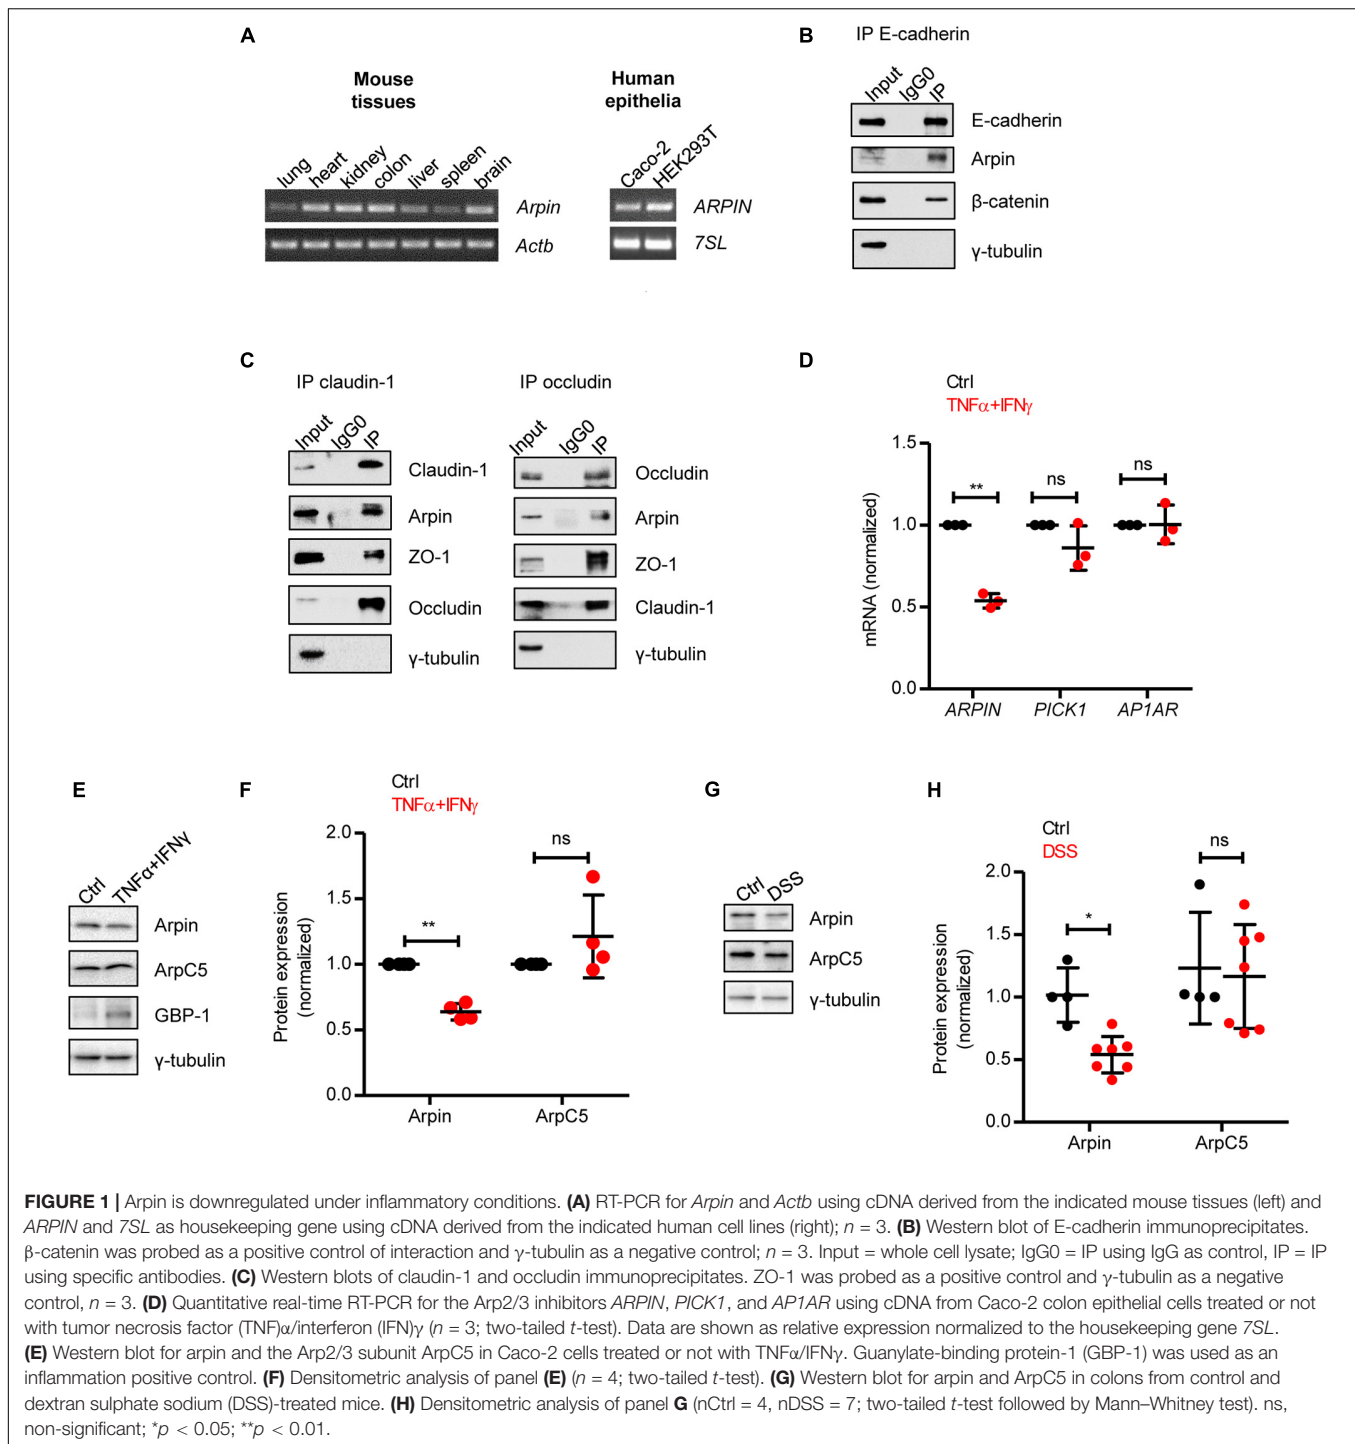 A
Mouse
tissues
Human
epithelia
lung
heart
kidney
colon
liver
spleen
brain
Caco-2
HEK293T
Arpin
Actb
ARPIN
7SL
B
IP E-cadherin
Input
IgG0
IP
E-cadherin
Arpin
β-catenin
γ-tubulin
C
IP claudin-1
Input
IgG0
IP
Claudin-1
Arpin
ZO-1
Occludin
γ-tubulin
IP occludin
Input
IgG0
IP
Occludin
Arpin
ZO-1
Claudin-1
γ-tubulin
D
Ctrl
TNFα+IFNγ
mRNA (normalized)
1.5
1.0
0.5
0.0
**
ns
ns
ARPIN
PICK1
AP1AR
E
Ctrl
TNFα+IFNγ
Arpin
ArpC5
GBP-1
γ-tubulin
F
Ctrl
TNFα+IFNγ
Protein expression
(normalized)
2.0
1.5
1.0
0.5
0.0
**
ns
Arpin
ArpC5
G
Ctrl
DSS
Arpin
ArpC5
γ-tubulin
H
Ctrl
DSS
Protein expression
(normalized)
2.0
1.5
1.0
0.5
0.0
*
ns
Arpin
ArpC5
FIGURE 1 | Arpin is downregulated under inflammatory conditions. (A) RT-PCR for Arpin and Actb using cDNA derived from the indicated mouse tissues (left) and
ARPIN and 7SL as housekeeping gene using cDNA derived from the indicated human cell lines (right); n = 3. (B) Western blot of E-cadherin immunoprecipitates.
β-catenin was probed as a positive control of interaction and γ-tubulin as a negative control; n = 3. Input = whole cell lysate; IgG0 = IP using IgG as control, IP = IP
using specific antibodies. (C) Western blots of claudin-1 and occludin immunoprecipitates. ZO-1 was probed as a positive control and γ-tubulin as a negative
control, n = 3. (D) Quantitative real-time RT-PCR for the Arp2/3 inhibitors ARPIN, PICK1, and AP1AR using cDNA from Caco-2 colon epithelial cells treated or not
with tumor necrosis factor (TNF)α/interferon (IFN)γ (n = 3; two-tailed t-test). Data are shown as relative expression normalized to the housekeeping gene 7SL.
(E) Western blot for arpin and the Arp2/3 subunit ArpC5 in Caco-2 cells treated or not with TNFα/IFNγ. Guanylate-binding protein-1 (GBP-1) was used as an
inflammation positive control. (F) Densitometric analysis of panel (E) (n = 4; two-tailed t-test). (G) Western blot for arpin and ArpC5 in colons from control and
dextran sulphate sodium (DSS)-treated mice. (H) Densitometric analysis of panel G (nCtrl = 4, nDSS = 7; two-tailed t-test followed by Mann–Whitney test). ns,
non-significant; *p < 0.05; **p < 0.01.